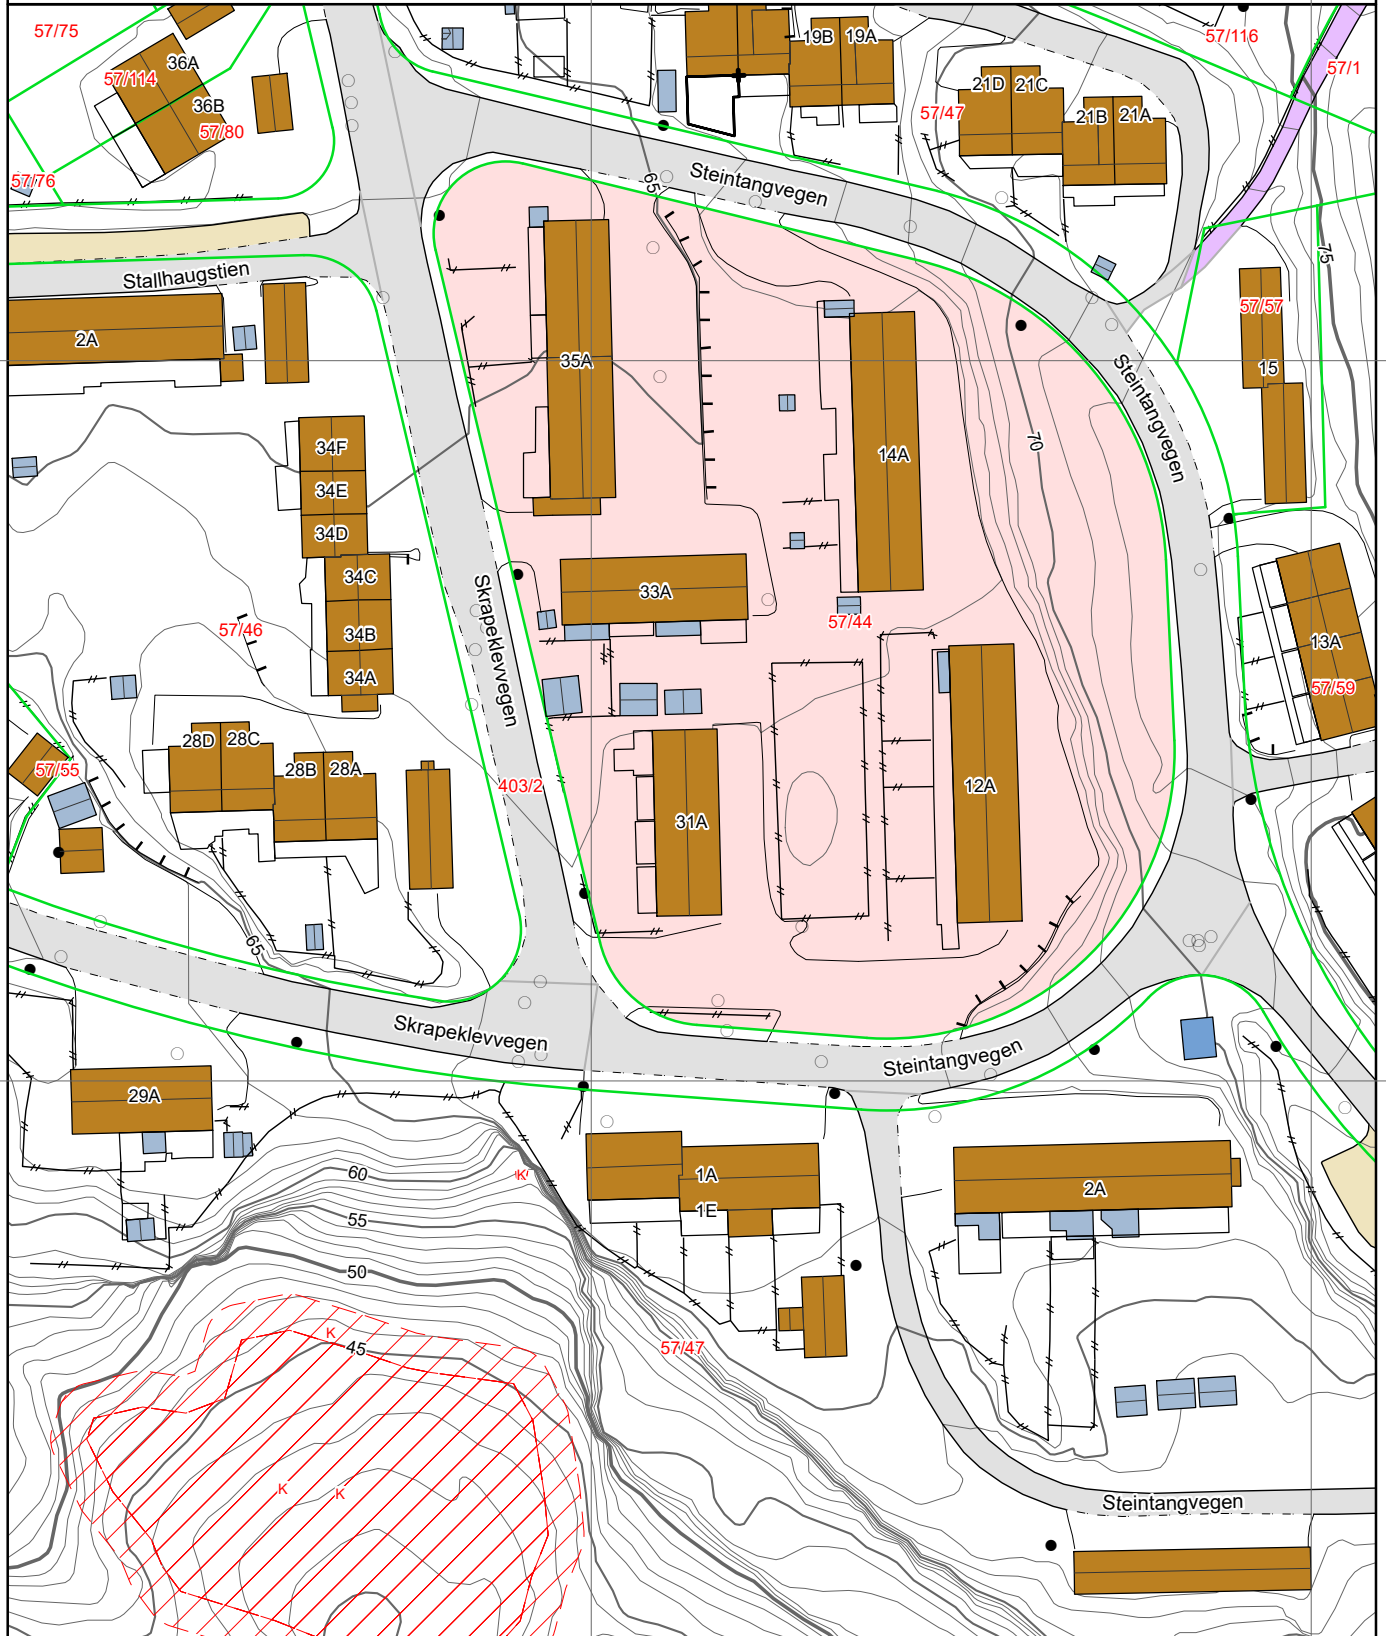 57/75
36A
57/114
36B
57/80
57/76
19B
19A
57/116
57/1
21D
21C
57/47
21B
21A
65
Steintangvegen
75
Stallhaugstien
2A
57/57
35A
15
Steintangvegen
34F
70
14A
34E
34D
34C
33A
57/44
34B
57/46
Skrapeklevvegen
34A
13A
57/59
28D
28C
28B
28A
57/55
403/2
12A
31A
65
Skrapeklevvegen
Steintangvegen
29A
60
K
1A
1E
2A
55
50
K
45
57/47
K
K
Steintangvegen